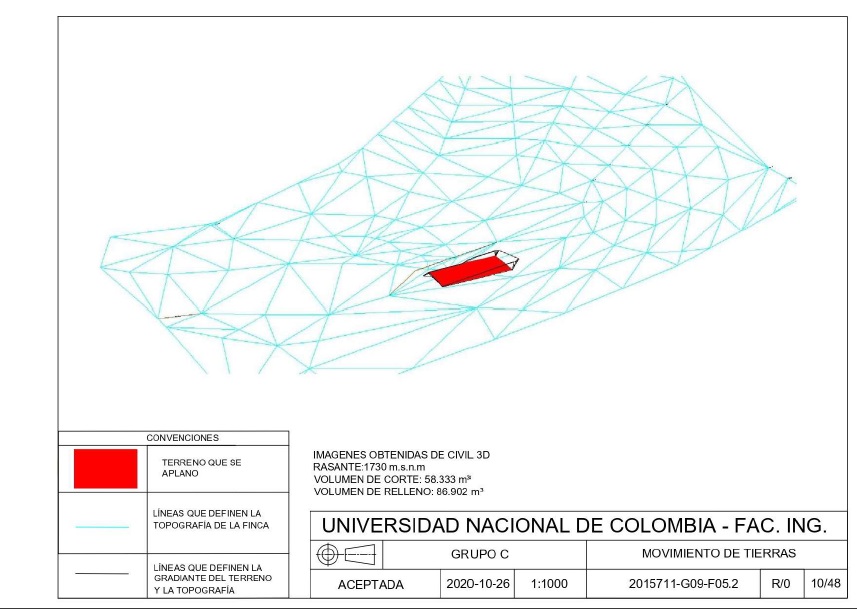 CONVENCIONES
TERRENO QUE SE
APLANO
LÍNEAS QUE DEFINEN LA
TOPOGRAFÍA DE LA FINCA
LÍNEAS QUE DEFINEN LA
GRADIANTE DEL TERRENO
Y LA TOPOGRAFÍA
IMAGENES OBTENIDAS DE CIVIL 3D
RASANTE:1730 m.s.n.m
VOLUMEN DE CORTE: 58.333 m³
VOLUMEN DE RELLENO: 86.902 m³
UNIVERSIDAD NACIONAL DE COLOMBIA - FAC. ING.
GRUPO C
MOVIMIENTO DE TIERRAS
ACEPTADA
2020-10-26
1:1000
2015711-G09-F05.2
R/0
10/48